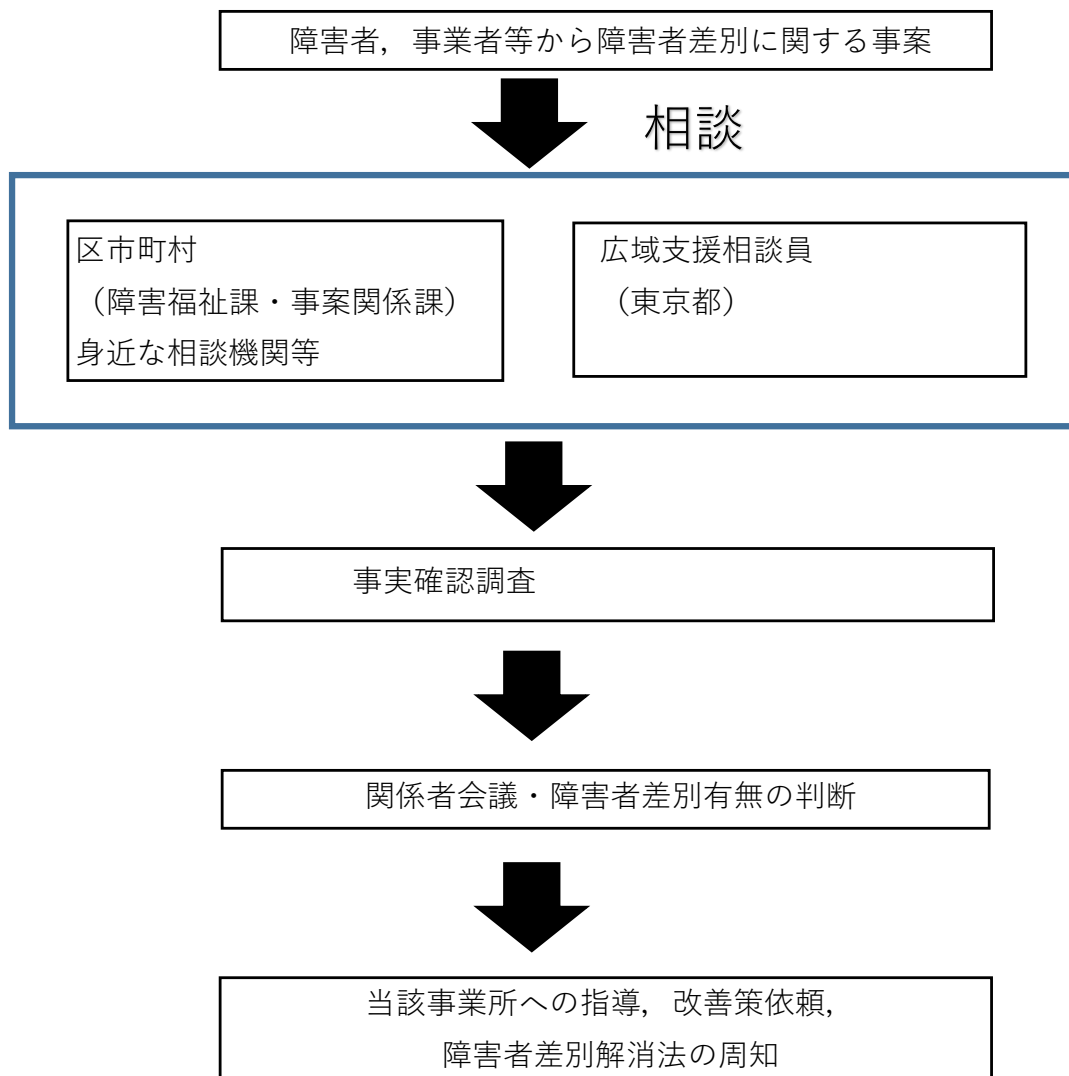 障害者，事業者等から障害者差別に関する事案
相談
区市町村
（障害福祉課・事案関係課）
身近な相談機関等
広域支援相談員
（東京都）
事実確認調査
関係者会議・障害者差別有無の判断
当該事業所への指導，改善策依頼，
障害者差別解消法の周知